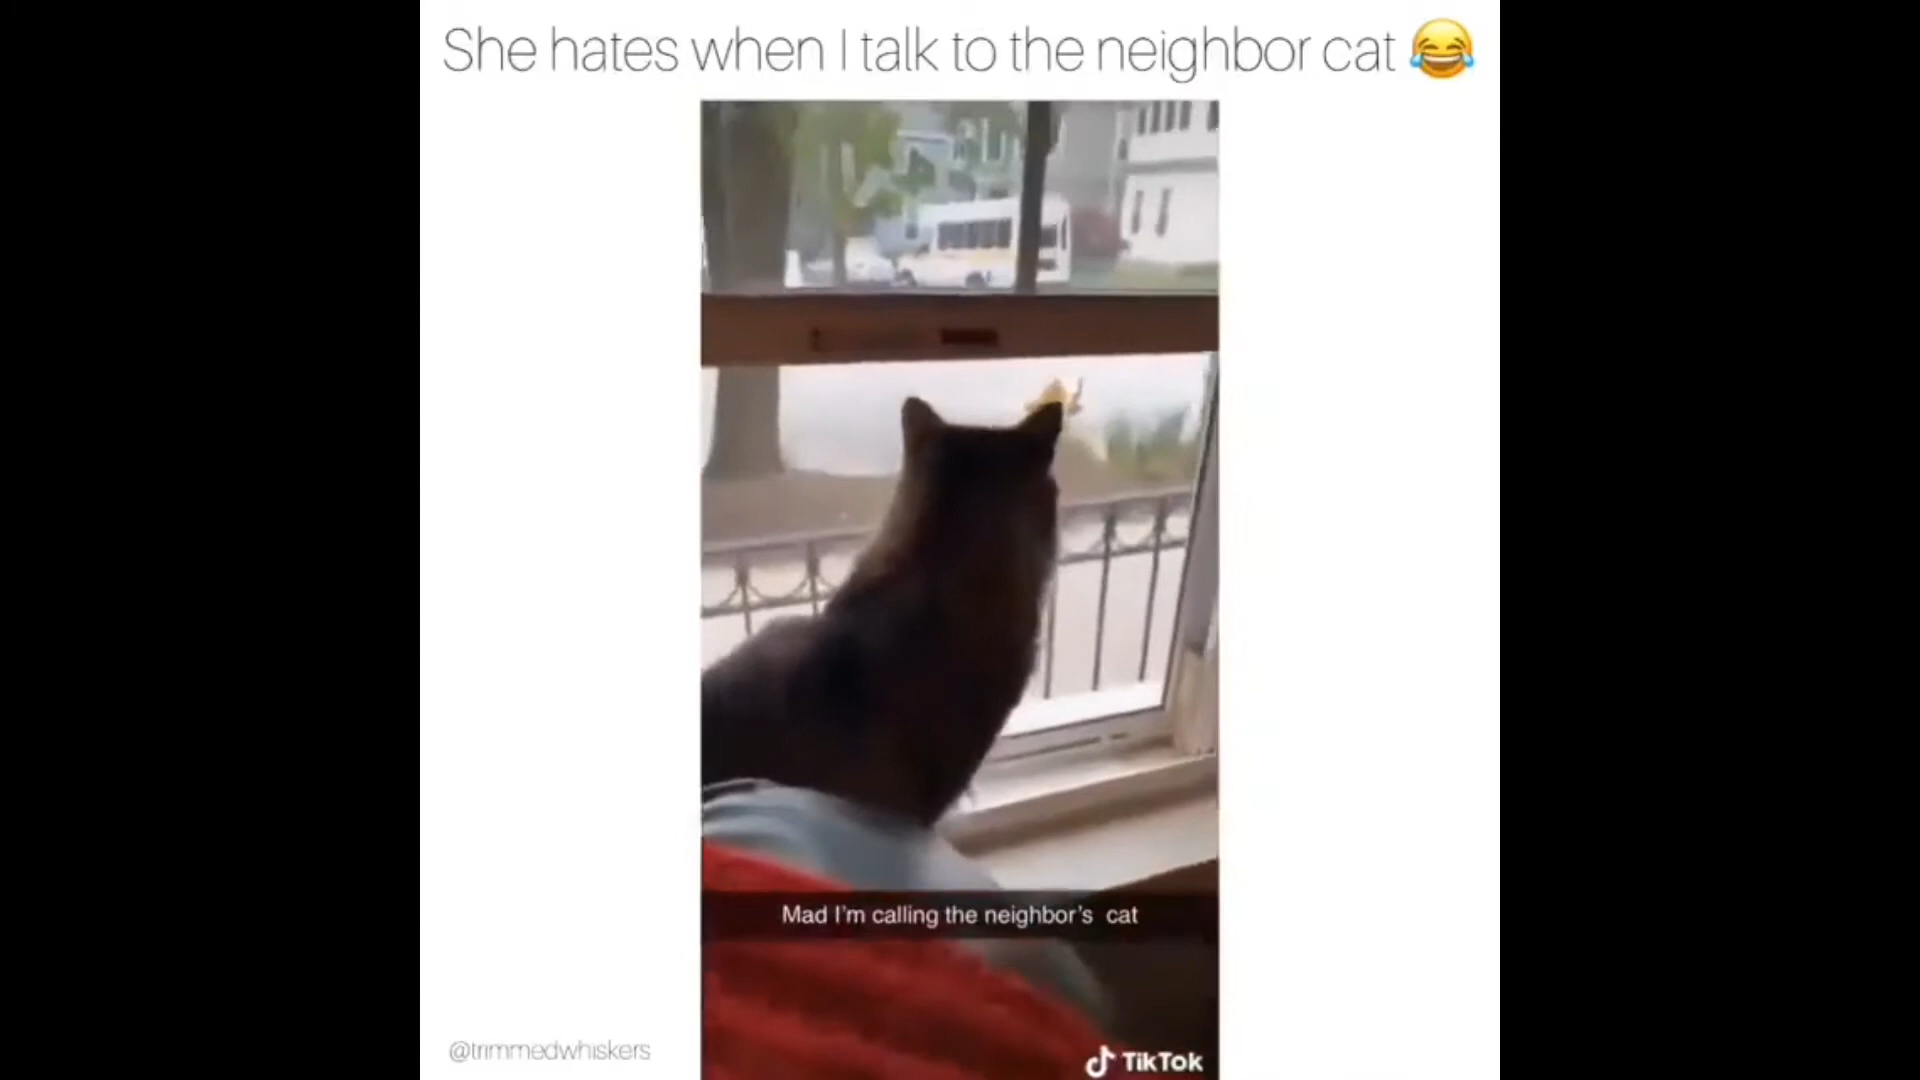 She hates when I talk to the neighbor cat 😂
Mad I'm calling the neighbor's cat
@trimmedwhiskers
TikTok